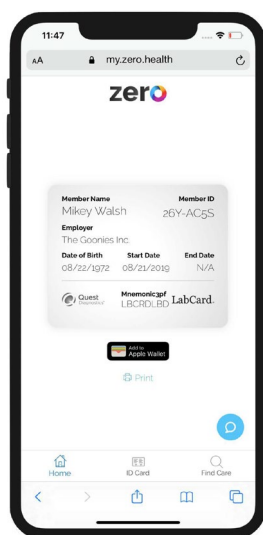 11:47
AA my.zero.health
zero
Member Name Member ID
Mikey Walsh 26Y-AC5S
Employer
The Goonies Inc.
Date of Birth Start Date End Date
08/22/1972 08/21/2019 N/A
Quest Diagnostics Mnemonic3pf LBCRDLBD LabCard.
Add to
Apple Wallet
Print
Home ID Card Find Care